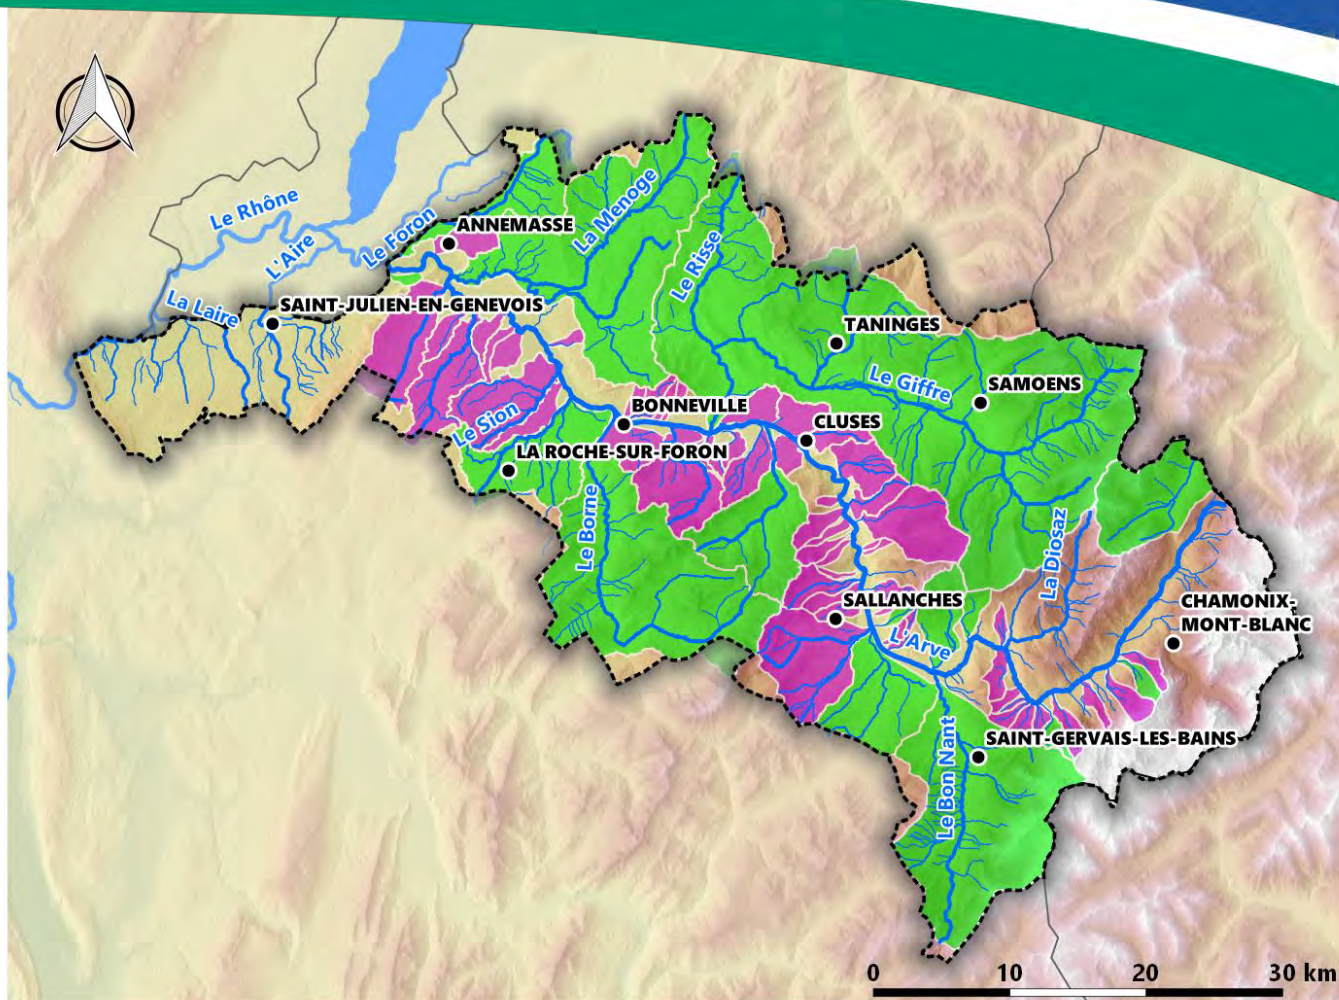 Le Rhône
L'Aire
Le Foron
ANNEMASSE
La Menoge
Le Risse
La Laire
SAINT-JULIEN-EN-GENEVOIS
TANINGES
Le Giffre
SAMOENS
Le Sion
BONNEVILLE
CLUSES
LA ROCHE-SUR-FORON
Le Borne
La Diosaz
SALLANCHES
L'Arve
CHAMONIX-
MONT-BLANC
Le Bon Nant
SAINT-GERVAIS-LES-BAINS
0 10 20 30 km